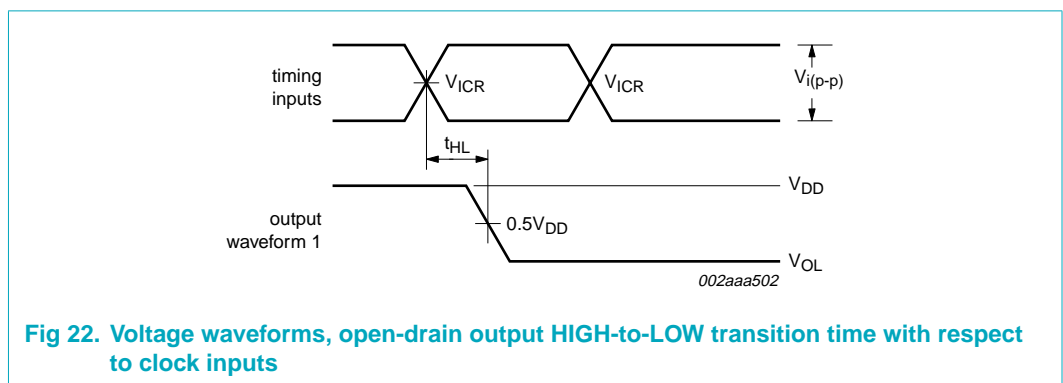 timing
inputs
V_ICR
V_ICR
V_i(p-p)
t_HL
V_DD
output
waveform 1
0.5V_DD
V_OL
002aaa502
Fig 22. Voltage waveforms, open-drain output HIGH-to-LOW transition time with respect
to clock inputs